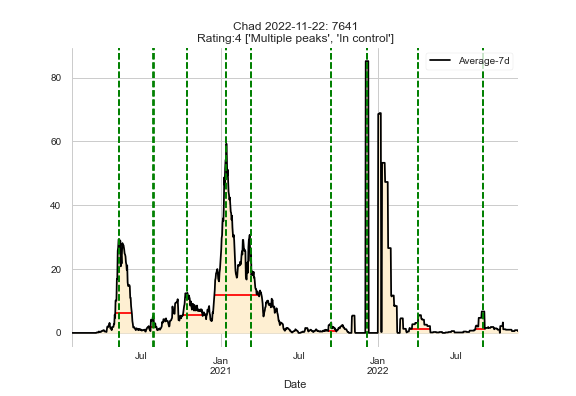 Chad 2022-11-22: 7641
Rating:4 ['Multiple peaks', 'In control']
Average-7d
80
60
40
20
0
Jul
Jan
2021
Jul
Jan
2022
Jul
Date